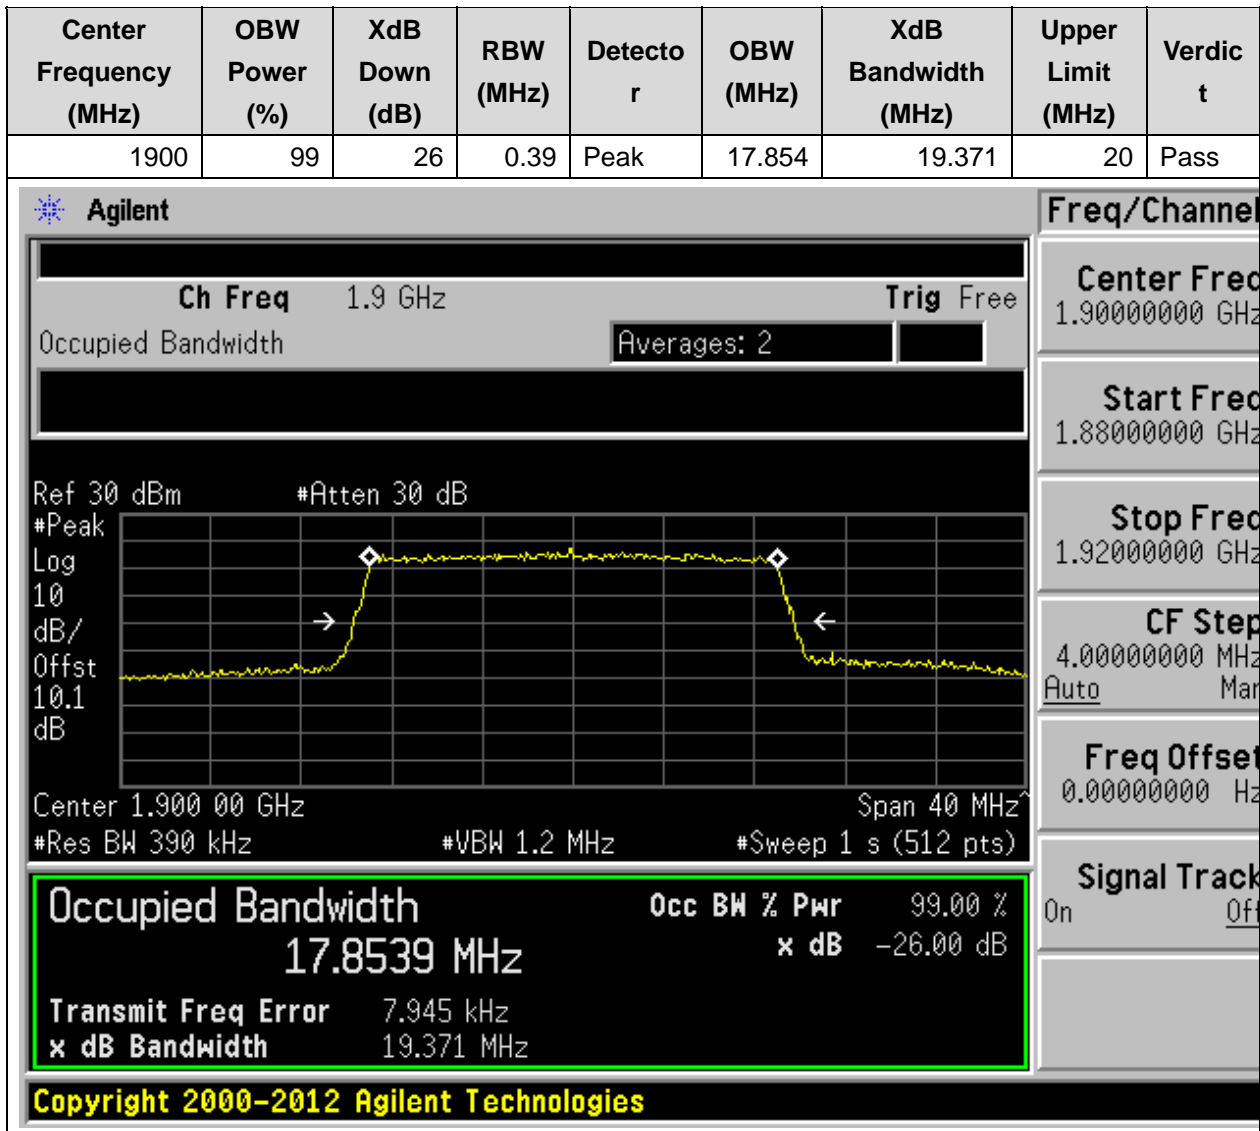 Center Frequency (MHz) OBW Power (%) XdB Down (dB) RBW (MHz) Detecto r OBW (MHz) XdB Bandwidth (MHz) Upper Limit (MHz) Verdic t
1900 99 26 0.39 Peak 17.854 19.371 20 Pass
Agilent
Freq/Channel
Ch Freq 1.9 GHz Trig Free
Occupied Bandwidth Averages: 2
Center Freq
1.90000000 GHz
Start Freq
1.88000000 GHz
Stop Freq
1.92000000 GHz
CF Step
4.00000000 MHz
Auto Man
Freq Offset
0.00000000 Hz
Signal Track
On Off
Ref 30 dBm #Atten 30 dB
#Peak
Log
10
dB/
Offst
10.1
dB
Center 1.900 00 GHz Span 40 MHz^
#Res BW 390 kHz #VBW 1.2 MHz #Sweep 1 s (512 pts)
Occupied Bandwidth
17.8539 MHz
Occ BW % Pwr 99.00 %
x dB -26.00 dB
Transmit Freq Error 7.945 kHz
x dB Bandwidth 19.371 MHz
Copyright 2000-2012 Agilent Technologies